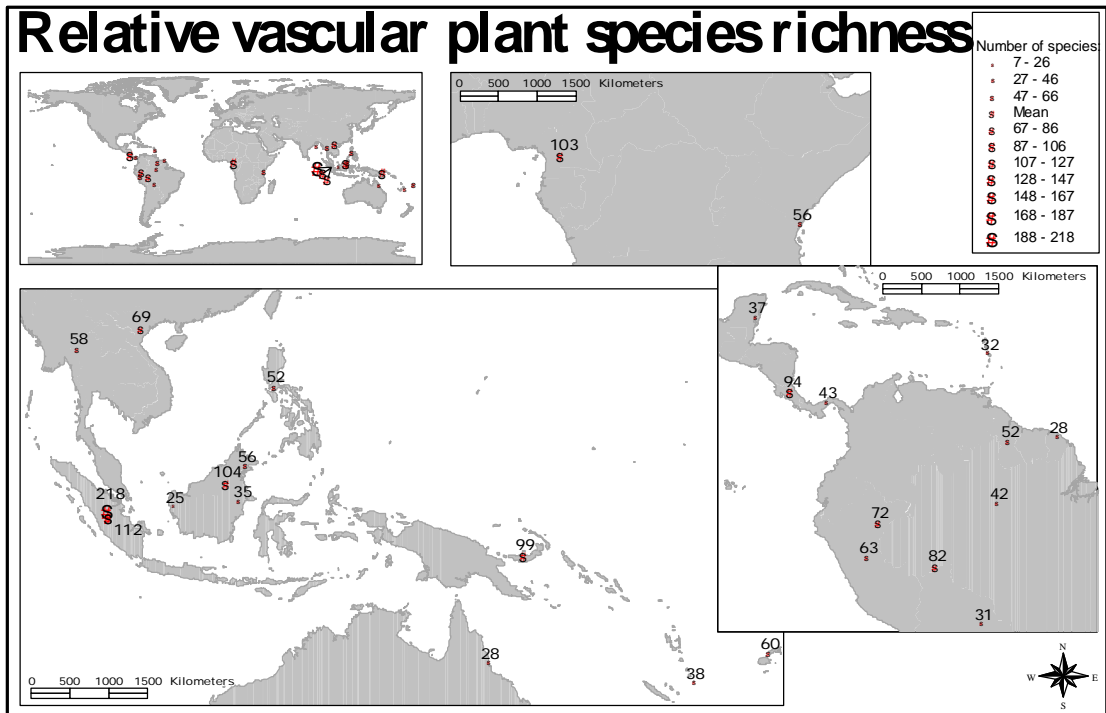 Relative vascular plant species richness
Number of species:
7 - 26
27 - 46
47 - 66
Mean
67 - 86
87 - 106
107 - 127
128 - 147
148 - 167
168 - 187
188 - 218
0 500 1000 1500 Kilometers
103
56
0 500 1000 1500 Kilometers
37
32
94
43
52
28
42
72
63
82
31
69
58
52
56
104
218
25
35
112
99
28
60
38
0 500 1000 1500 Kilometers
N
W E
S